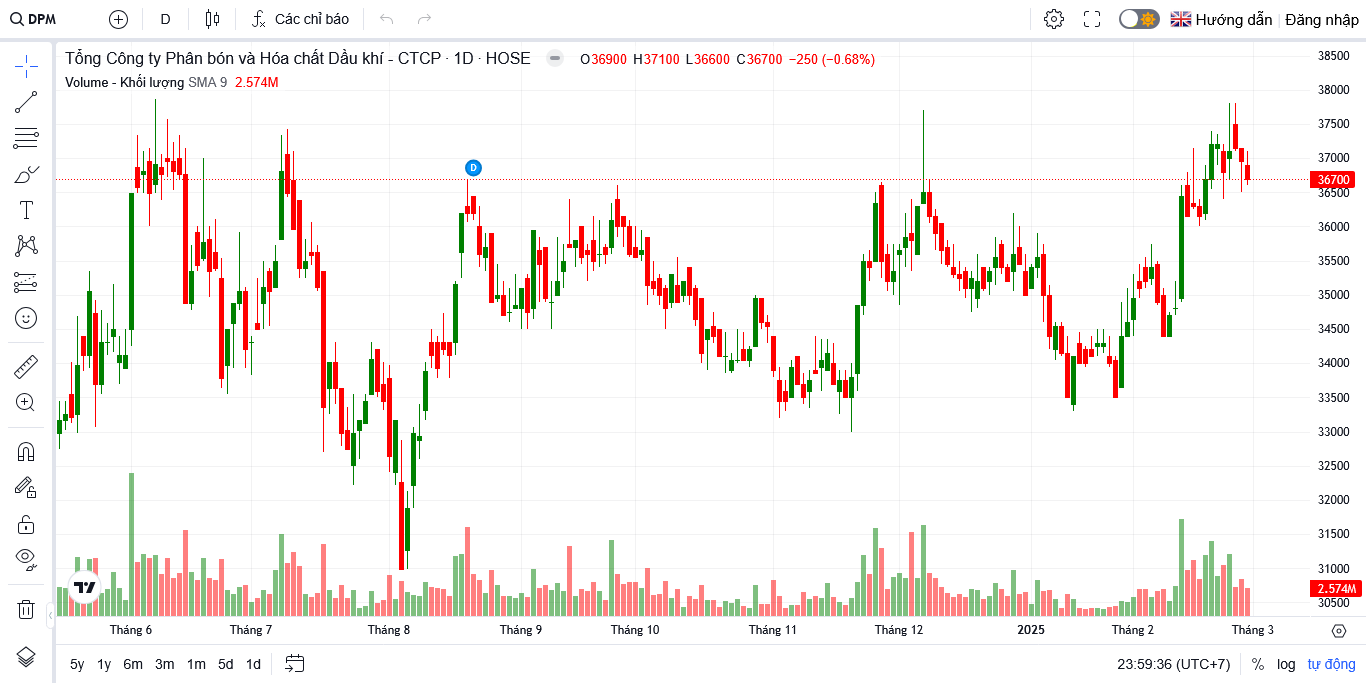 DPM D Các chỉ báo Hướng dẫn Đăng nhập
Tổng Công ty Phân bón và Hóa chất Dầu khí - CTCP · 1D · HOSE O36900 H37100 L36600 C36700 −250 (−0.68%)
Volume - Khối lượng SMA 9 2.574M
D
38500
38000
37500
37000
36700
36500
36000
35500
35000
34500
34000
33500
33000
32500
32000
31500
31000
2.574M
30500
Tháng 6 Tháng 7 Tháng 8 Tháng 9 Tháng 10 Tháng 11 Tháng 12 2025 Tháng 2 Tháng 3
5y 1y 6m 3m 1m 5d 1d 23:59:36 (UTC+7) % log tự động